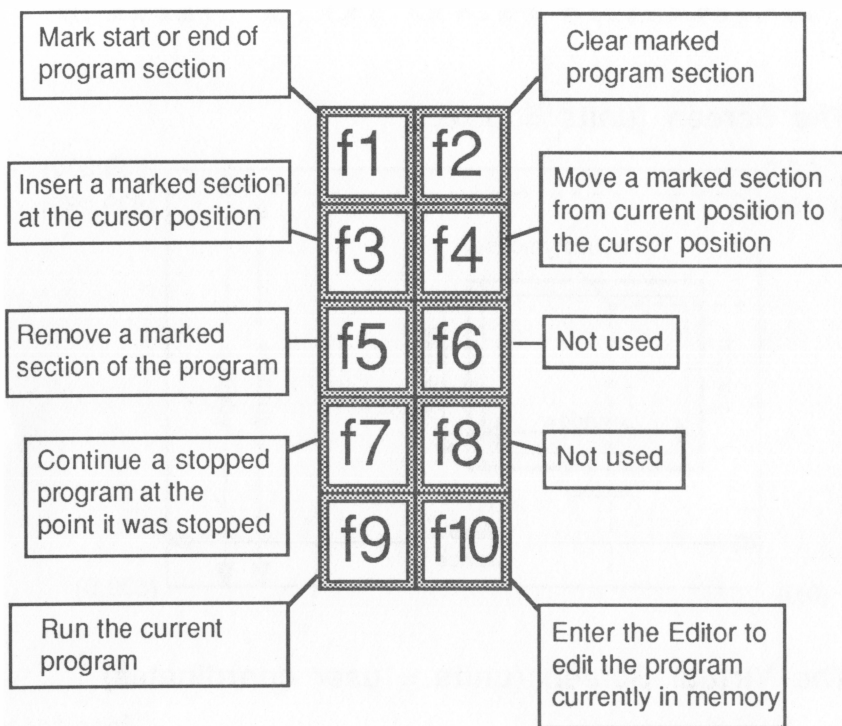 Mark start or end of
program section
Clear marked
program section
f1
f2
Insert a marked section
at the cursor position
Move a marked section
from current position to
the cursor position
f3
f4
Remove a marked
section of the program
f5
f6
Not used
Continue a stopped
program at the
point it was stopped
f7
f8
Not used
f9
f10
Run the current
program
Enter the Editor to
edit the program
currently in memory